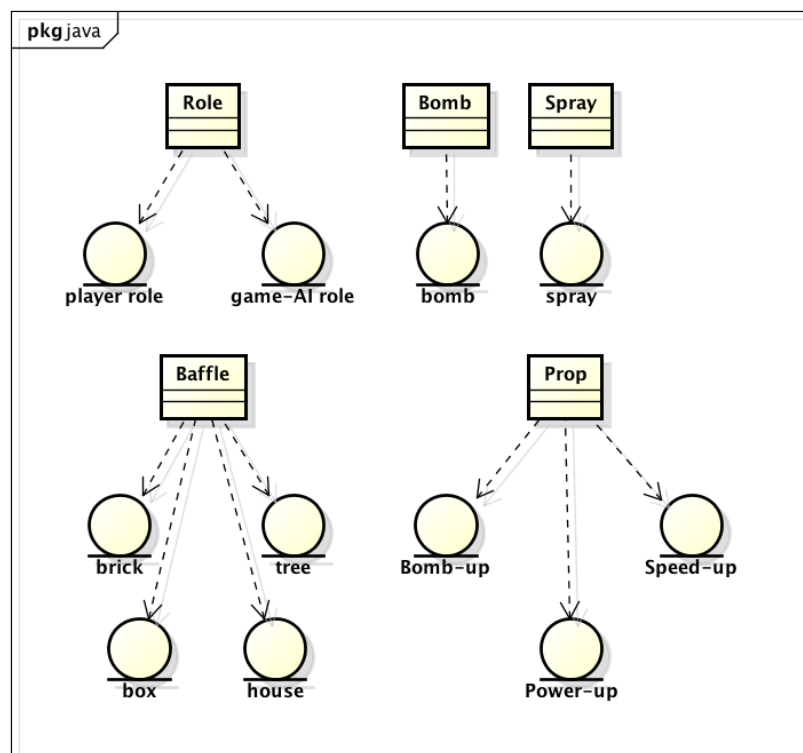 pkg java
Role
Bomb
Spray
player role
game-AI role
bomb
spray
Baffle
Prop
brick
tree
Bomb-up
Speed-up
box
house
Power-up